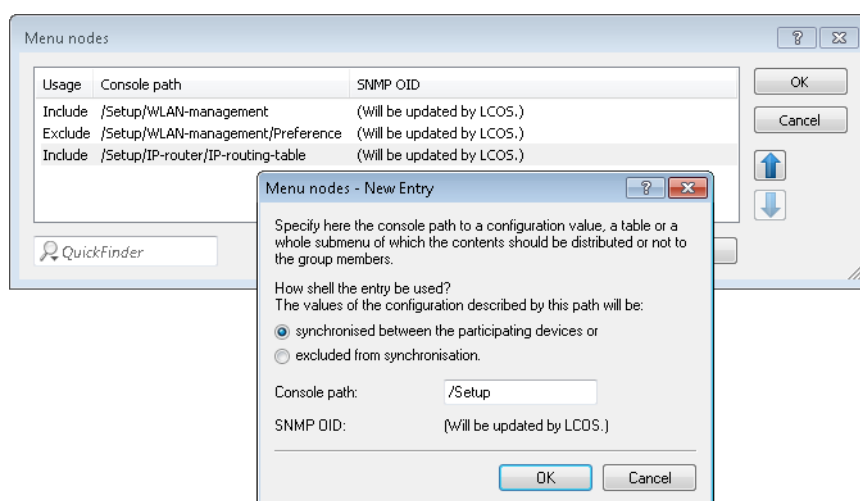 Menu nodes
Usage Console path SNMP OID
Include /Setup/WLAN-management (Will be updated by LCOS.)
Exclude /Setup/WLAN-management/Preference (Will be updated by LCOS.)
Include /Setup/IP-router/IP-routing-table (Will be updated by LCOS.)
OK
Cancel
QuickFinder
Menu nodes - New Entry
Specify here the console path to a configuration value, a table or a
whole submenu of which the contents should be distributed or not to
the group members.
How shell the entry be used?
The values of the configuration described by this path will be:
synchronised between the participating devices or
excluded from synchronisation.
Console path: /Setup
SNMP OID: (Will be updated by LCOS.)
OK Cancel